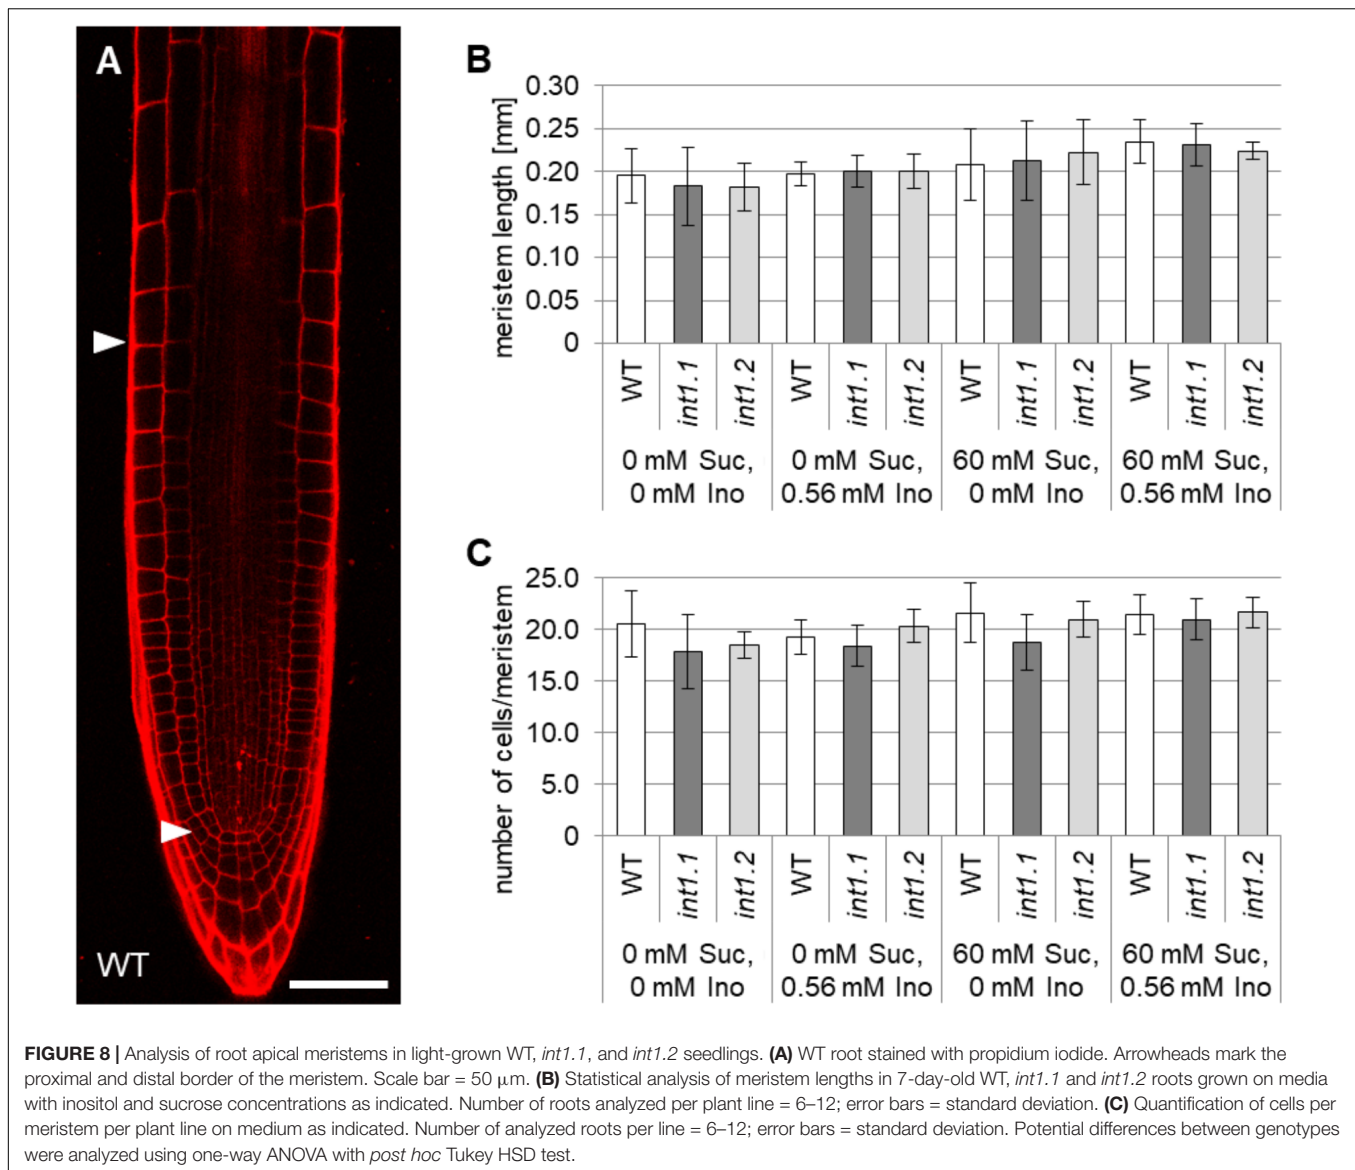 A
WT
B
meristem length [mm]
0.30
0.25
0.20
0.15
0.10
0.05
0
WT int1.1 int1.2 WT int1.1 int1.2 WT int1.1 int1.2 WT int1.1 int1.2
0 mM Suc, 0 mM Suc, 60 mM Suc, 60 mM Suc,
0 mM Ino 0.56 mM Ino 0 mM Ino 0.56 mM Ino
C
number of cells/meristem
25.0
20.0
15.0
10.0
5.0
0
WT int1.1 int1.2 WT int1.1 int1.2 WT int1.1 int1.2 WT int1.1 int1.2
0 mM Suc, 0 mM Suc, 60 mM Suc, 60 mM Suc,
0 mM Ino 0.56 mM Ino 0 mM Ino 0.56 mM Ino
FIGURE 8 | Analysis of root apical meristems in light-grown WT, int1.1, and int1.2 seedlings. (A) WT root stained with propidium iodide. Arrowheads mark the
proximal and distal border of the meristem. Scale bar = 50 μm. (B) Statistical analysis of meristem lengths in 7-day-old WT, int1.1 and int1.2 roots grown on media
with inositol and sucrose concentrations as indicated. Number of roots analyzed per plant line = 6–12; error bars = standard deviation. (C) Quantification of cells per
meristem per plant line on medium as indicated. Number of analyzed roots per line = 6–12; error bars = standard deviation. Potential differences between genotypes
were analyzed using one-way ANOVA with post hoc Tukey HSD test.